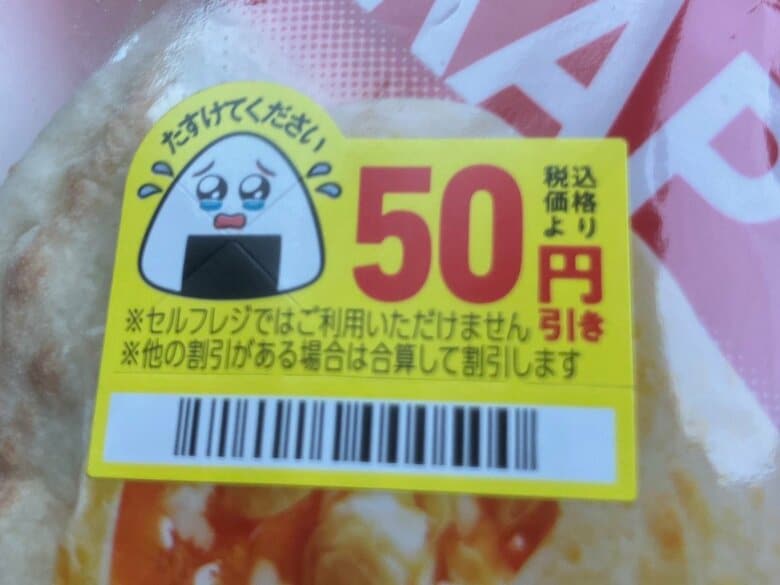 たすけてください
50円引き
税込価格より
※セルフレジではご利用いただけません
※他の割引がある場合は合算して割引します